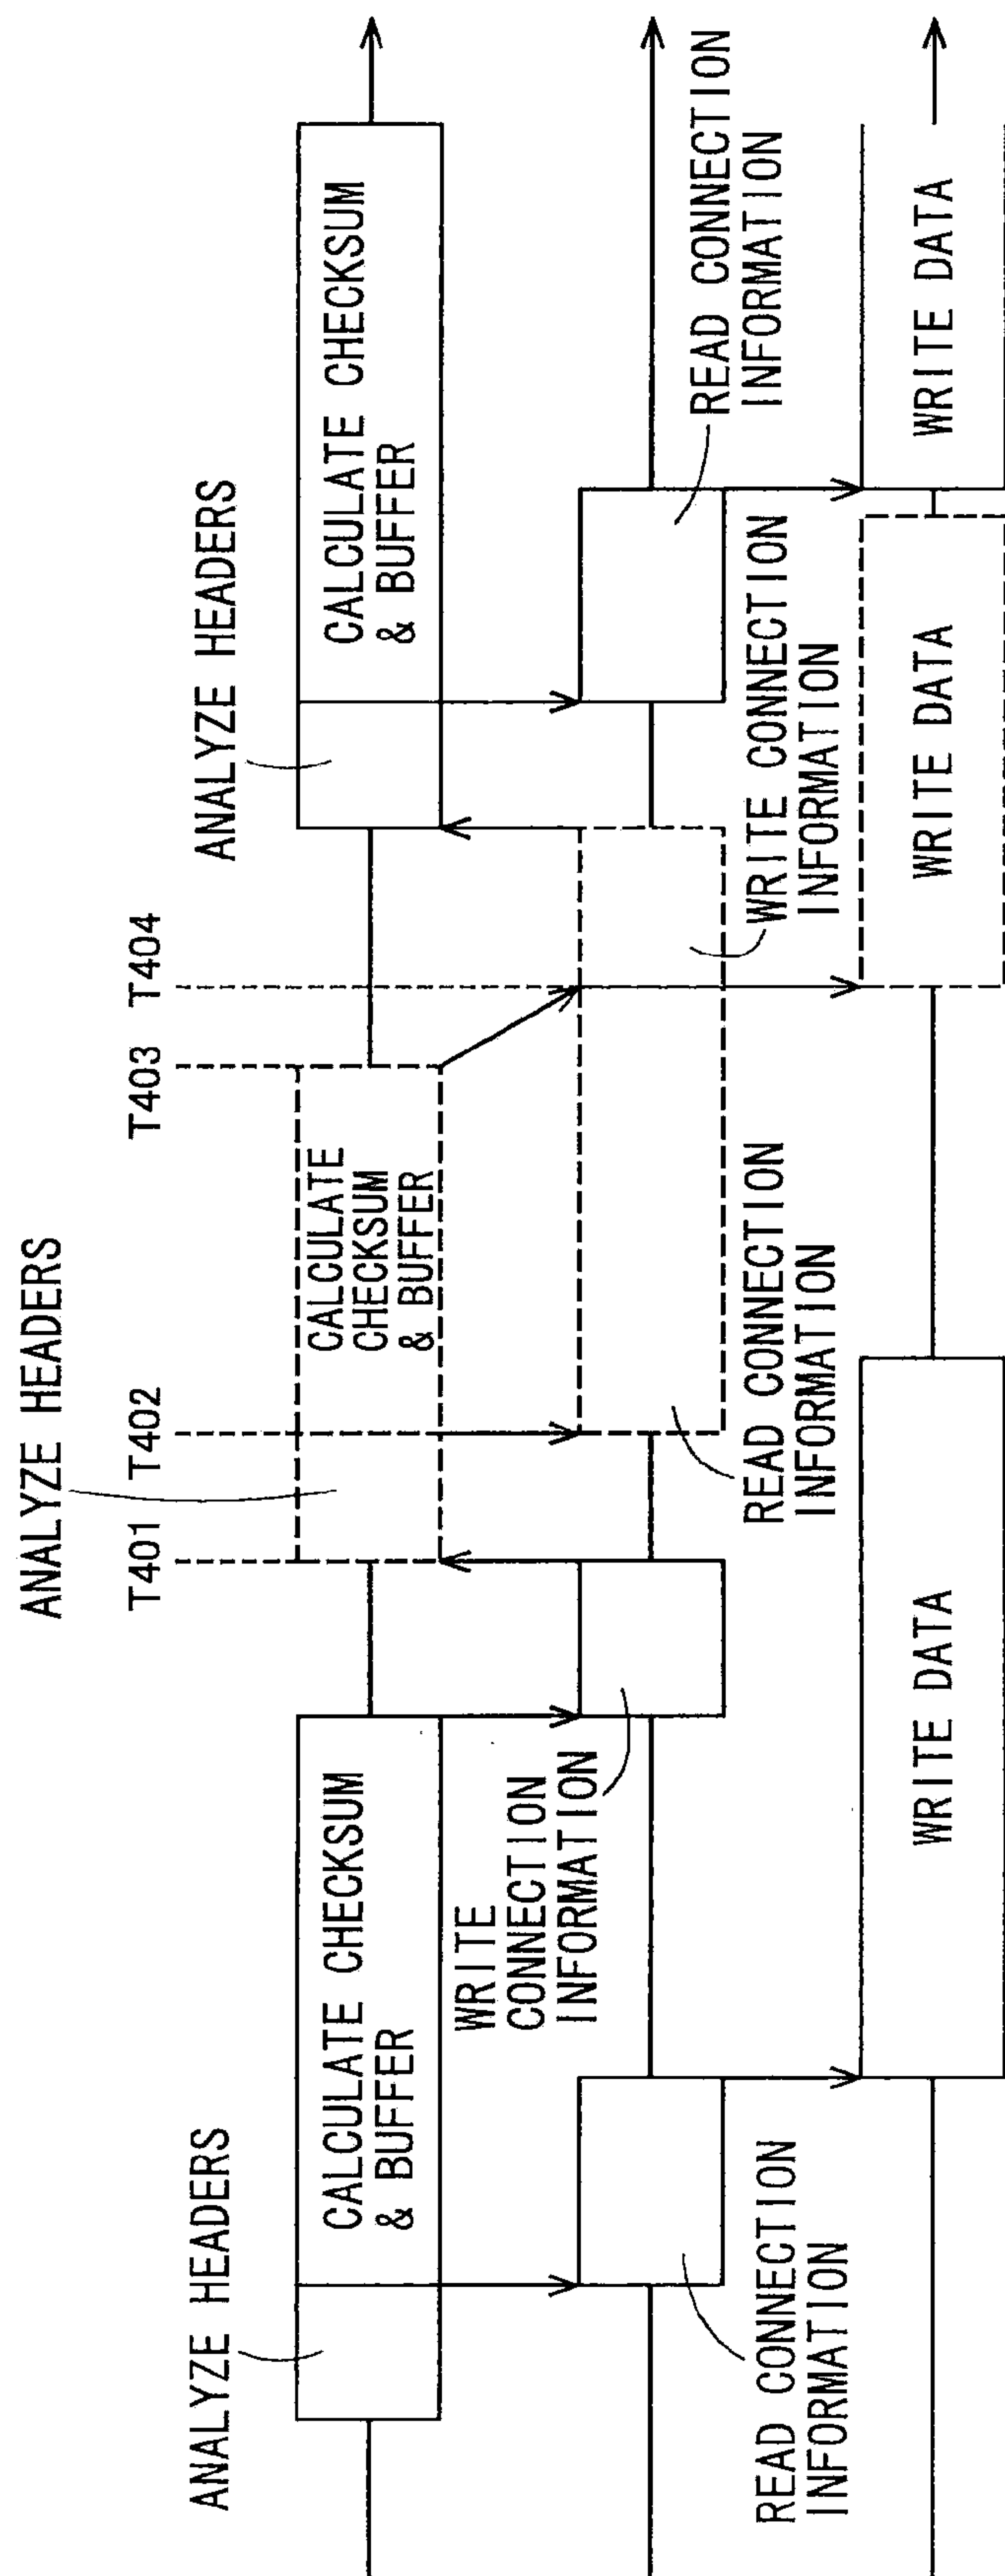 ANALYZE HEADERS
T401
T402
T403
T404
ANALYZE HEADERS
ANALYZE HEADERS
CALCULATE CHECKSUM
& BUFFER
CALCULATE
CHECKSUM
& BUFFER
CALCULATE CHECKSUM
& BUFFER
WRITE
CONNECTION
INFORMATION
READ CONNECTION
INFORMATION
READ CONNECTION
INFORMATION
WRITE CONNECTION
INFORMATION
READ CONNECTION
INFORMATION
WRITE DATA
WRITE DATA
WRITE DATA